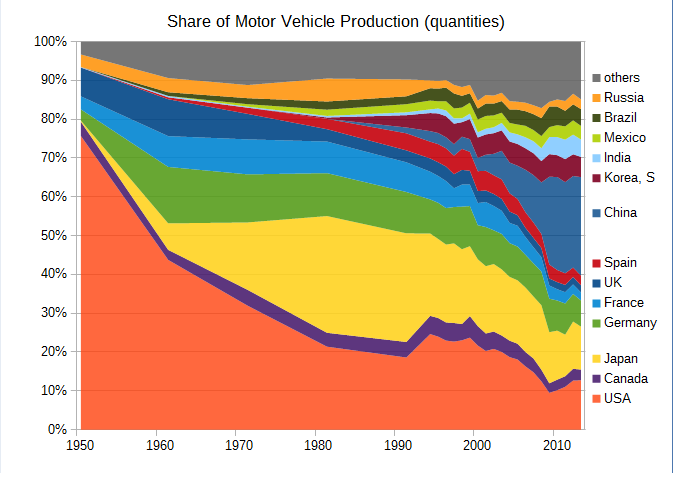 Share of Motor Vehicle Production (quantities)
100%
90%
80%
70%
60%
50%
40%
30%
20%
10%
0%
1950 1960 1970 1980 1990 2000 2010
others
Russia
Brazil
Mexico
India
Korea, S
China
Spain
UK
France
Germany
Japan
Canada
USA